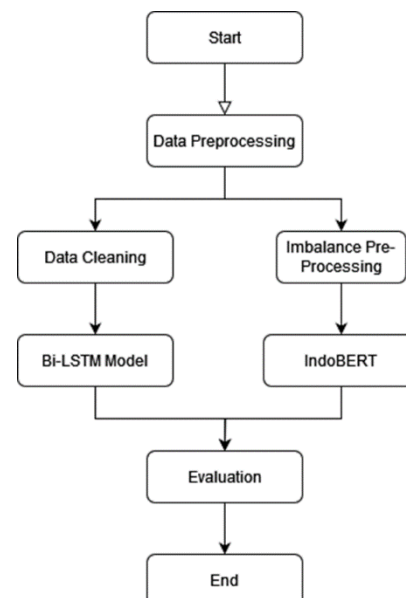 Start
Data Preprocessing
Data Cleaning
Imbalance Pre-
Processing
Bi-LSTM Model
IndoBERT
Evaluation
End